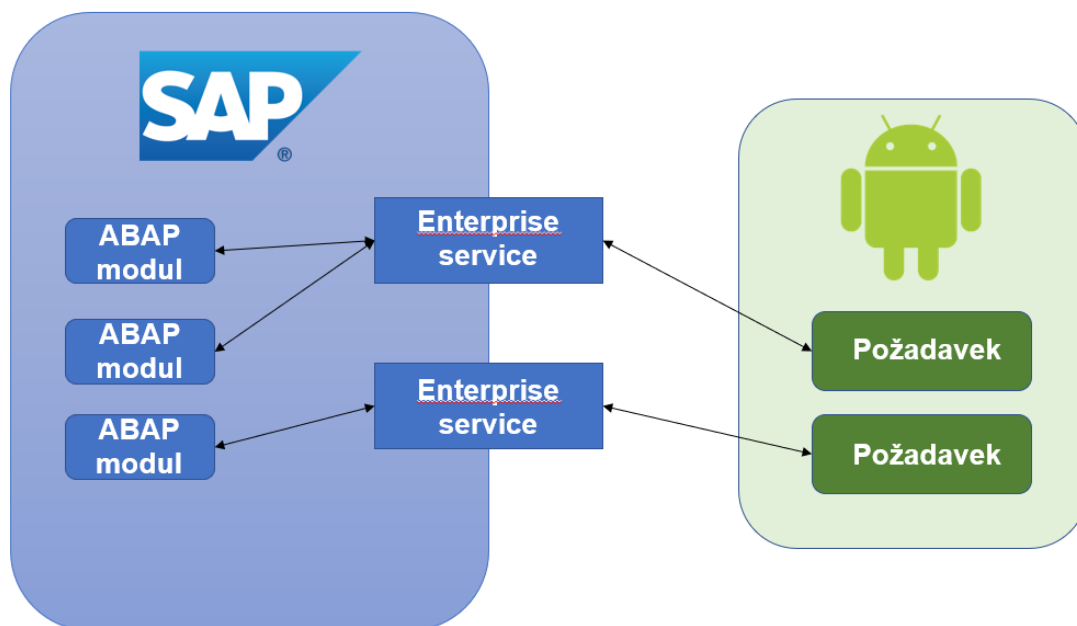 SAP
®
ABAP
modul
ABAP
modul
ABAP
modul
Enterprise
service
Enterprise
service
Požadavek
Požadavek